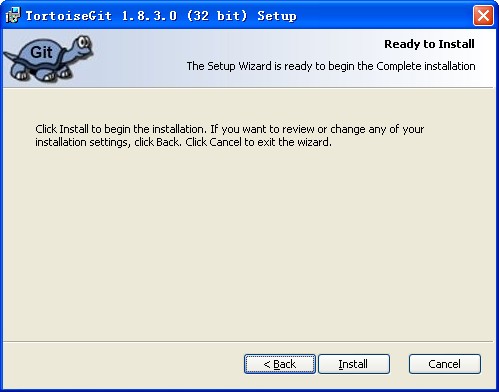 TortoiseGit 1.8.3.0 (32 bit) Setup
Git
Ready to Install
The Setup Wizard is ready to begin the Complete installation
Click Install to begin the installation. If you want to review or change any of your
installation settings, click Back. Click Cancel to exit the wizard.
< Back
Install
Cancel